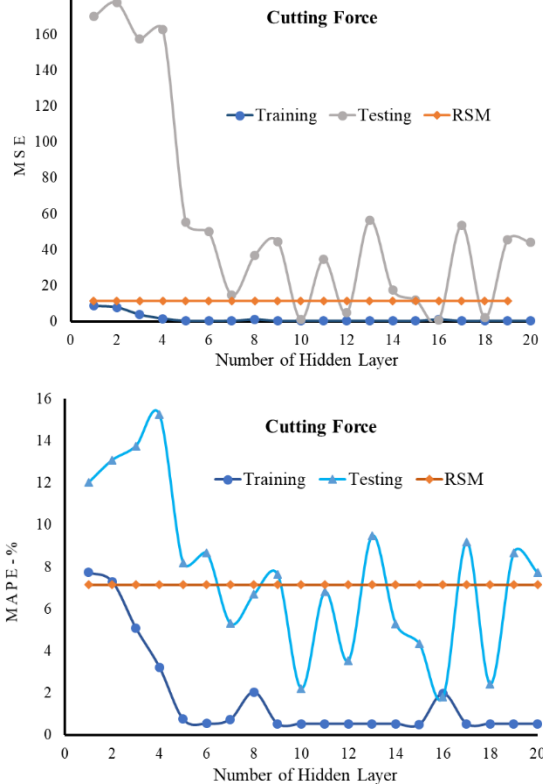 Cutting Force
160
140
120
100
80
60
40
20
0
MSE
Training Testing RSM
0 2 4 6 8 10 12 14 16 18 20
Number of Hidden Layer
16
14
12
10
8
6
4
2
0
MAPE-%
Cutting Force
Training Testing RSM
0 2 4 6 8 10 12 14 16 18 20
Number of Hidden Layer